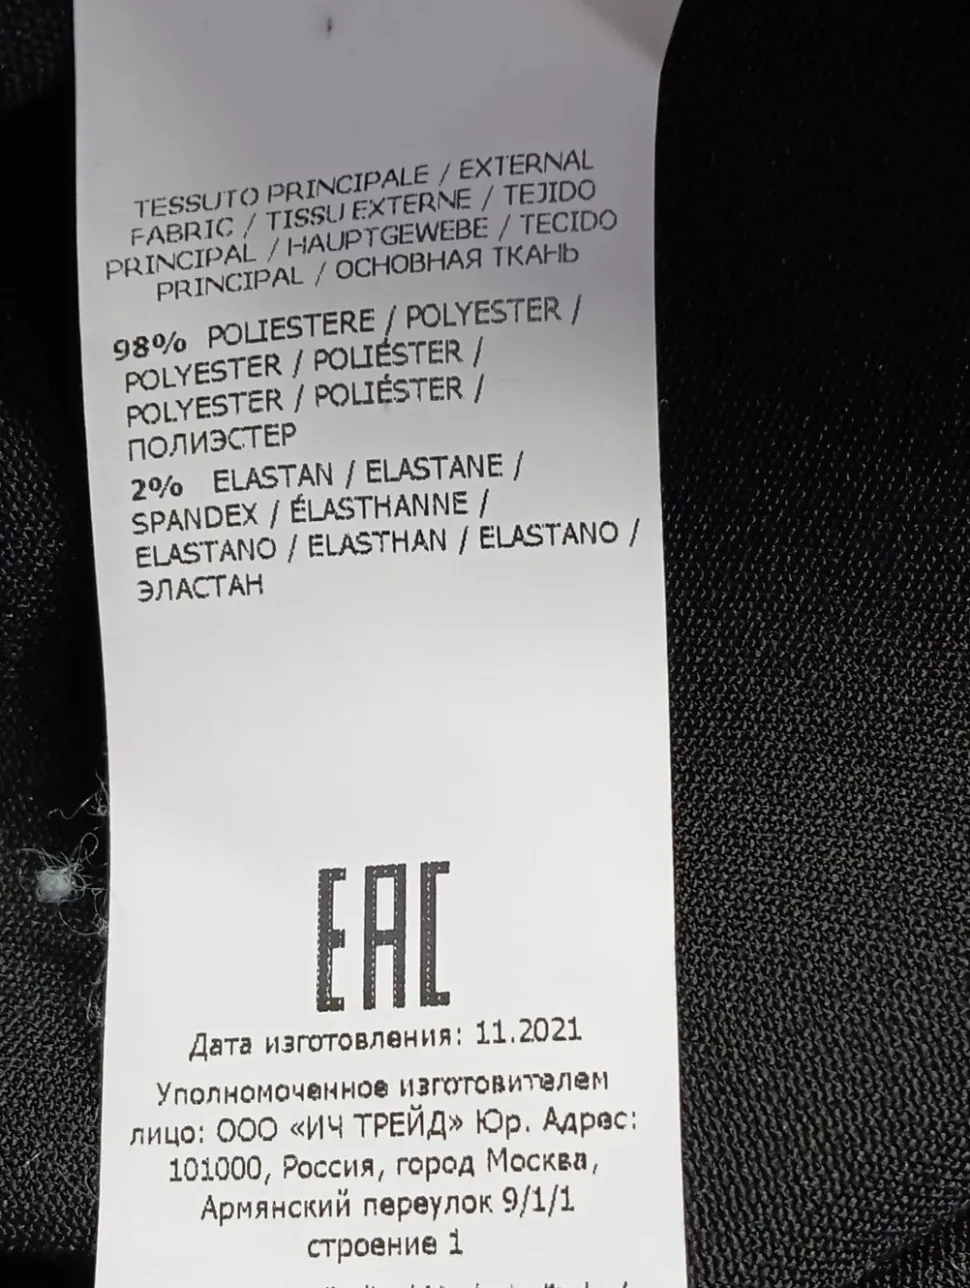 TESSUTO PRINCIPALE / EXTERNAL
FABRIC / TISSU EXTERNE / TEJIDO
PRINCIPAL / HAUPTGEWEBE / TECIDO
PRINCIPAL / ОСНОВНАЯ ТКАНЬ
98% POLIESTERE / POLYESTER /
POLYESTER / POLIÉSTER /
POLYESTER / POLIÉSTER /
ПОЛИЭСТЕР
2% ELASTAN / ELASTANE /
SPANDEX / ÉLASTHANNE /
ELASTANO / ELASTHAN / ELASTANO /
ЭЛАСТАН
EAC
Дата изготовления: 11.2021
Уполномоченное изготовителем
лицо: ООО «ИЧ ТРЕЙД» Юр. Адрес:
101000, Россия, город Москва,
Армянский переулок 9/1/1
строение 1